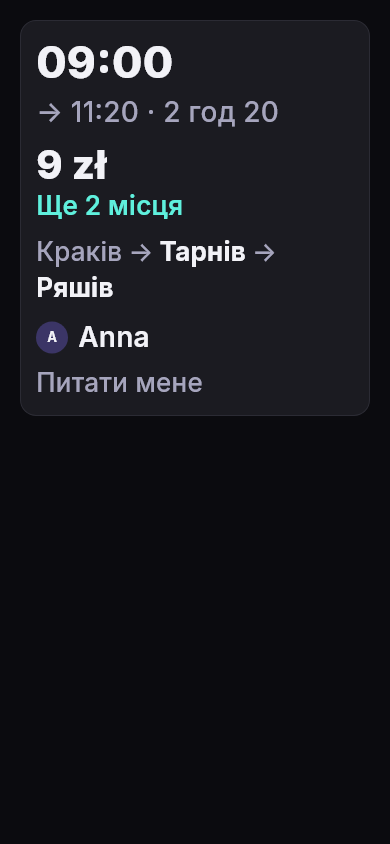 09:00
→ 11:20 · 2 год 20
9 zł
Ще 2 місця
Краків → Тарнів →
Ряшів
A Anna
Питати мене